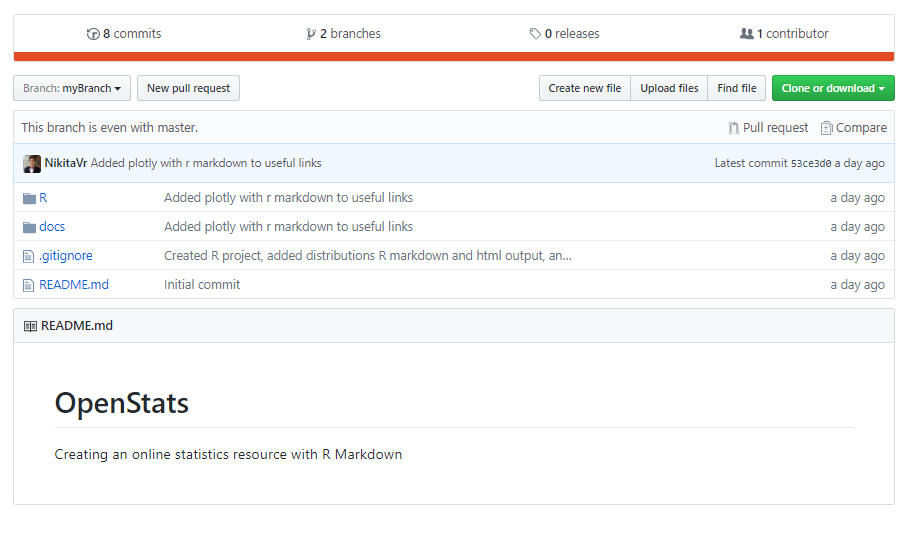 8 commits 2 branches 0 releases 1 contributor
Branch: myBranch New pull request Create new file Upload files Find file Clone or download
This branch is even with master. Pull request Compare
NikitaVr Added plotly with r markdown to useful links Latest commit 53ce3d0 a day ago
R Added plotly with r markdown to useful links a day ago
docs Added plotly with r markdown to useful links a day ago
.gitignore Created R project, added distributions R markdown and html output, an... a day ago
README.md Initial commit a day ago
README.md
OpenStats
Creating an online statistics resource with R Markdown